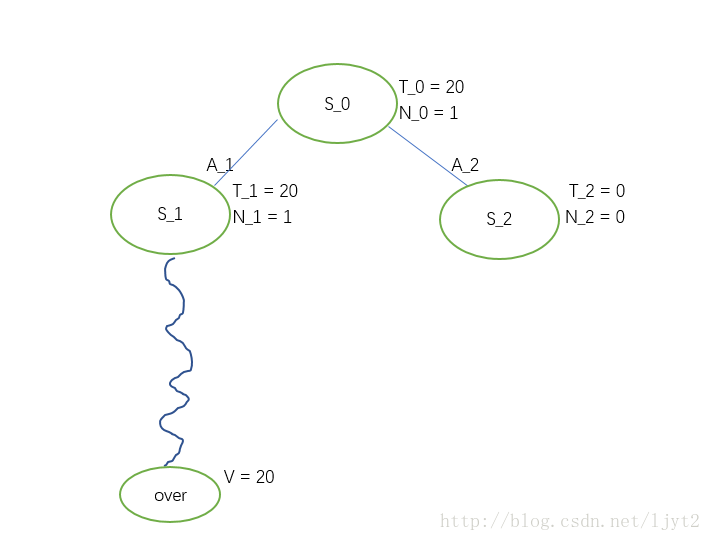 S_0
T_0 = 20
N_0 = 1
A_1
A_2
S_1
T_1 = 20
N_1 = 1
S_2
T_2 = 0
N_2 = 0
over
V = 20
http://blog.csdn.net/ljyt2